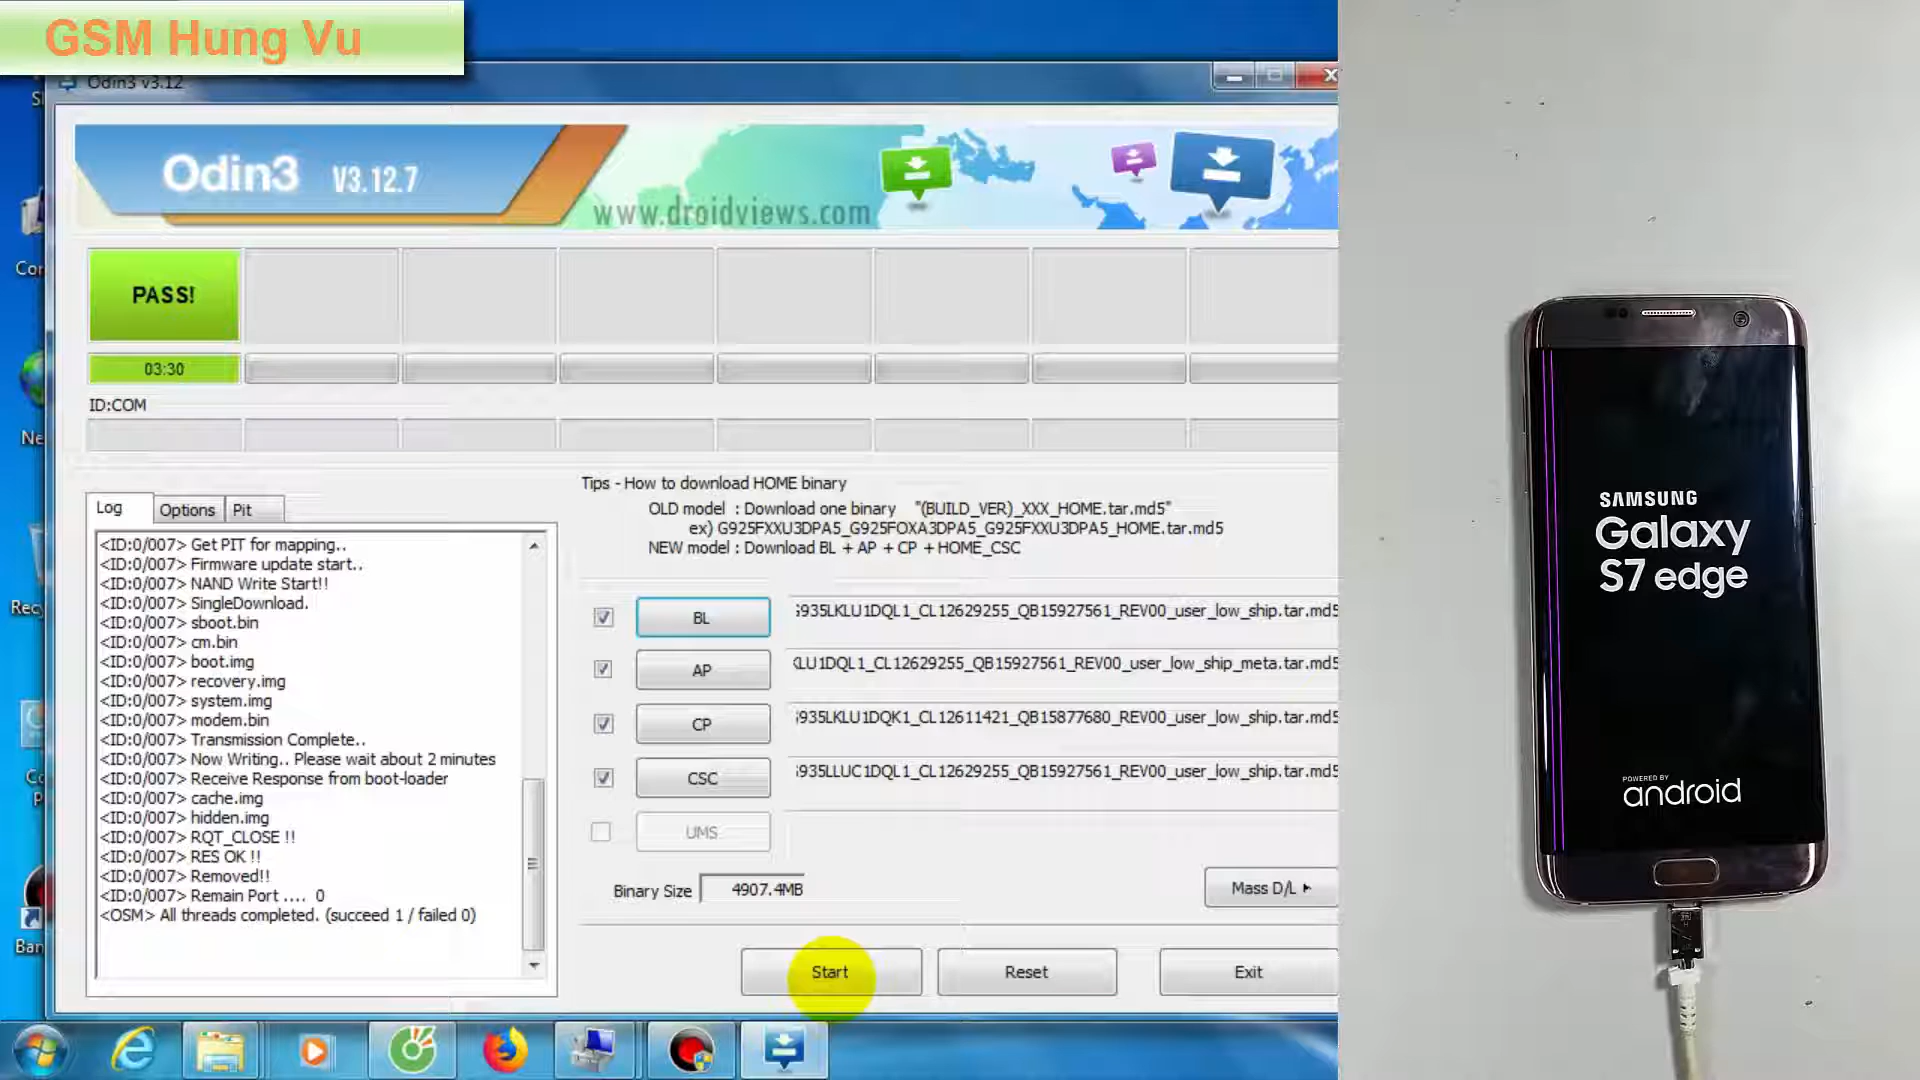 GSM Hung Vu
Odin3 v3.12
Odin3 V3.12.7
www.droidviews.com
PASS!
03:30
ID:COM
Log
Options
Pit
<ID:0/007> Get PIT for mapping..
<ID:0/007> Firmware update start..
<ID:0/007> NAND Write Start!!
<ID:0/007> SingleDownload.
<ID:0/007> sboot.bin
<ID:0/007> cm.bin
<ID:0/007> boot.img
<ID:0/007> recovery.img
<ID:0/007> system.img
<ID:0/007> modem.bin
<ID:0/007> Transmission Complete..
<ID:0/007> Now Writing.. Please wait about 2 minutes
<ID:0/007> Receive Response from boot-loader
<ID:0/007> cache.img
<ID:0/007> hidden.img
<ID:0/007> RQT_CLOSE !!
<ID:0/007> RES OK !!
<ID:0/007> Removed!!
<ID:0/007> Remain Port .... 0
<OSM> All threads completed. (succeed 1 / failed 0)
Tips - How to download HOME binary
OLD model : Download one binary "(BUILD_VER)_XXX_HOME.tar.md5"
ex) G925FXXU3DPA5_G925FOXA3DPA5_G925FXXU3DPA5_HOME.tar.md5
NEW model : Download BL + AP + CP + HOME_CSC
BL
935LKLU1DQL1_CL12629255_QB15927561_REV00_user_low_ship.tar.md5
AP
LU1DQL1_CL12629255_QB15927561_REV00_user_low_ship_meta.tar.md5
CP
935LKLU1DQK1_CL12611421_QB15877680_REV00_user_low_ship.tar.md5
CSC
935LLUC1DQL1_CL12629255_QB15927561_REV00_user_low_ship.tar.md5
UMS
Binary Size 4907.4MB
Mass D/L
Start
Reset
Exit
SAMSUNG
Galaxy
S7 edge
POWERED BY
android